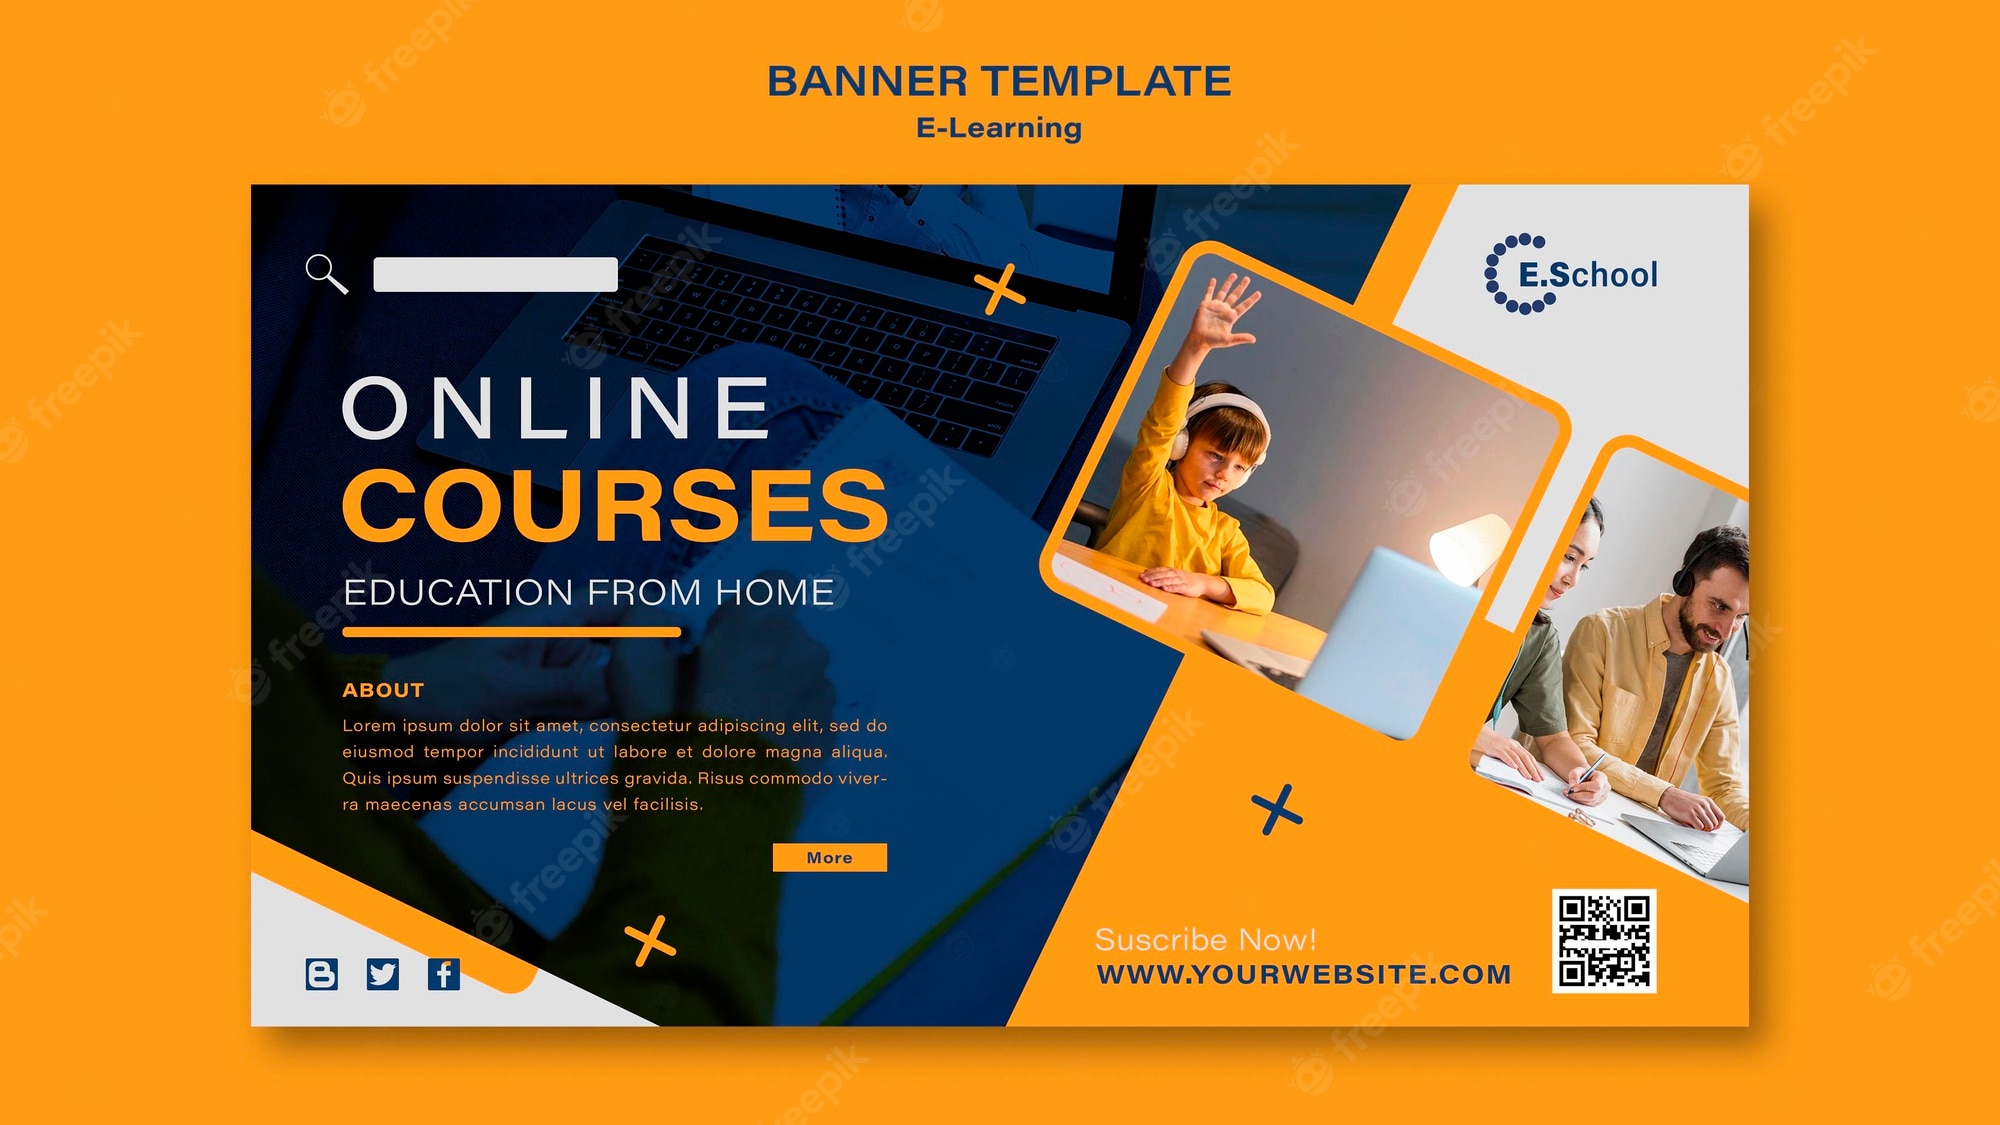 BANNER TEMPLATE
E-Learning
E.School
ONLINE
COURSES
EDUCATION FROM HOME
ABOUT
Lorem ipsum dolor sit amet, consectetur adipiscing elit, sed do
eiusmod tempor incididunt ut labore et dolore magna aliqua.
Quis ipsum suspendisse ultrices gravida. Risus commodo viver-
ra maecenas accumsan lacus vel facilisis.
More
Suscribe Now!
WWW.YOURWEBSITE.COM
freepik